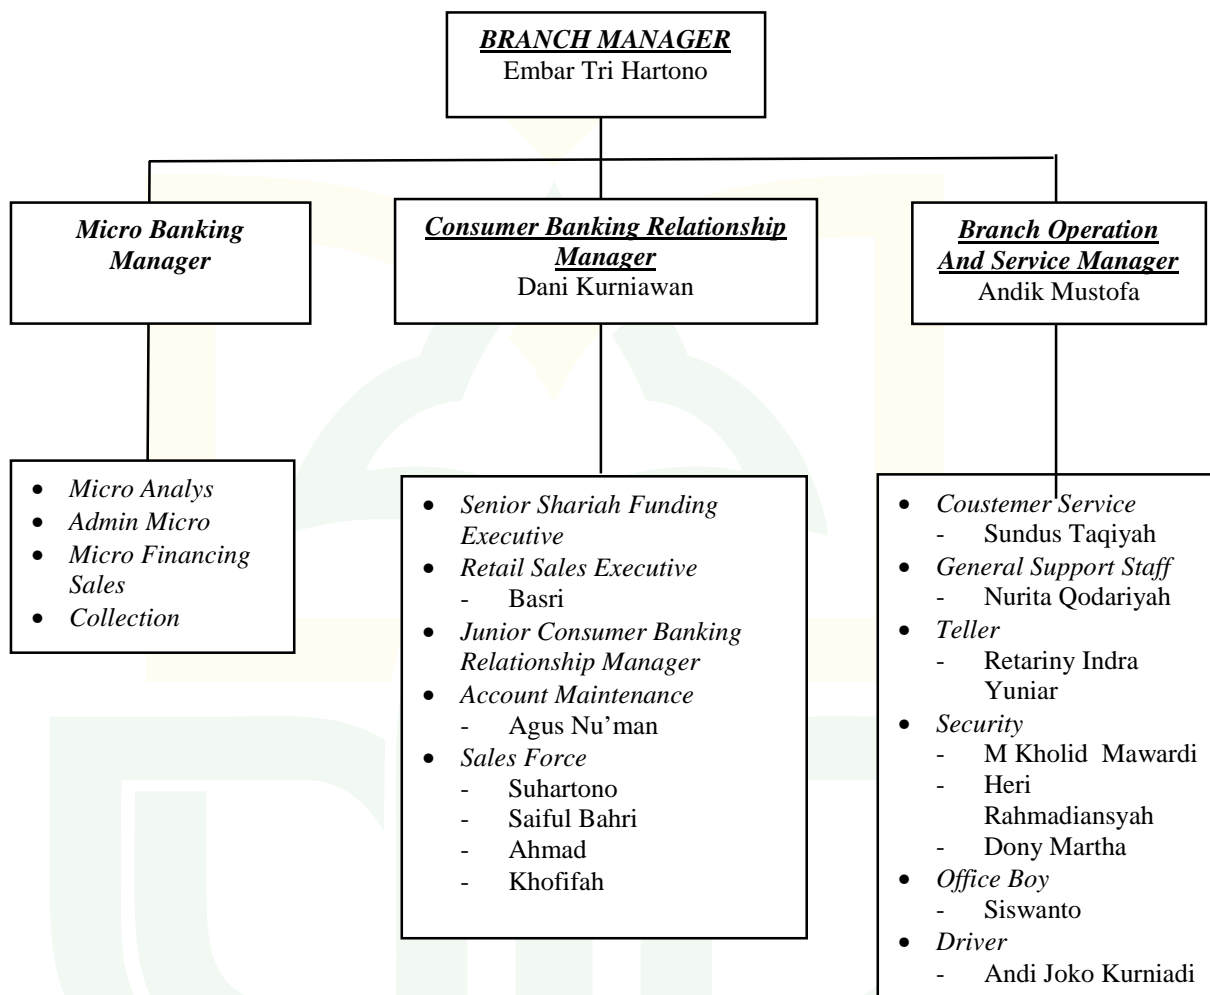 BRANCH MANAGER
Embar Tri Hartono
Micro Banking
Manager
Consumer Banking Relationship
Manager
Dani Kurniawan
Branch Operation
And Service Manager
Andik Mustofa
• Micro Analys
• Admin Micro
• Micro Financing
Sales
• Collection
• Senior Shariah Funding
Executive
• Retail Sales Executive
- Basri
• Junior Consumer Banking
Relationship Manager
• Account Maintenance
- Agus Nu’man
• Sales Force
- Suhartono
- Saiful Bahri
- Ahmad
- Khofifah
• Coustemer Service
- Sundus Taqiyah
• General Support Staff
- Nurita Qodariyah
• Teller
- Retariny Indra
Yuniar
• Security
- M Kholid Mawardi
- Heri
Rahmadiansyah
- Dony Martha
• Office Boy
- Siswanto
• Driver
- Andi Joko Kurniadi